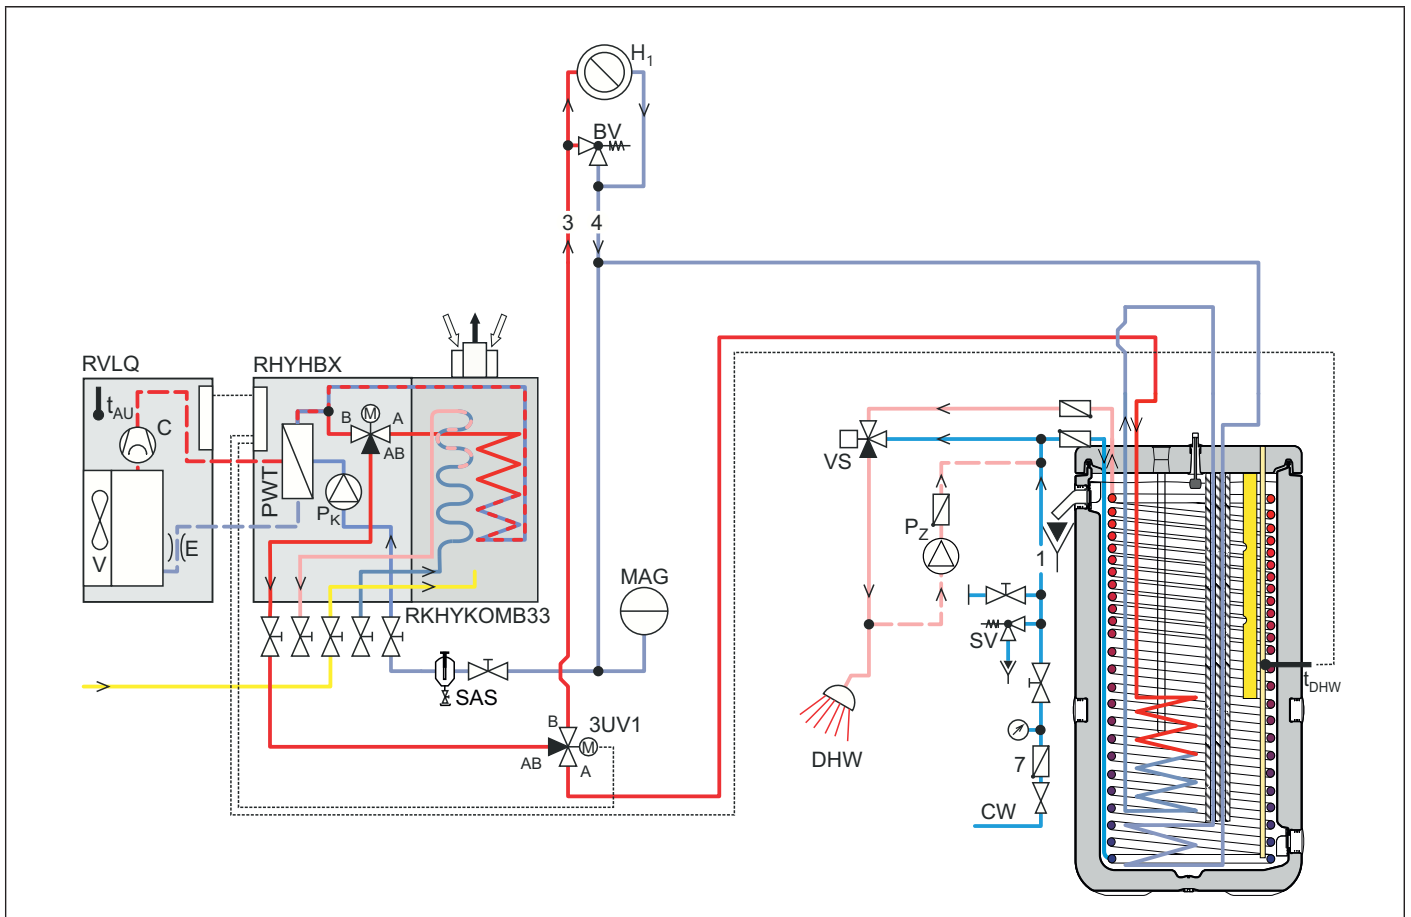 H1
BV
3
4
RVLQ
RHYHBX
tAU
C
B
M
A
AB
VS
PWT
PK
PZ
V
E
1
MAG
RKHYKOMB33
SV
tDHW
SAS
B
3UV1
M
AB
A
DHW
7
CW